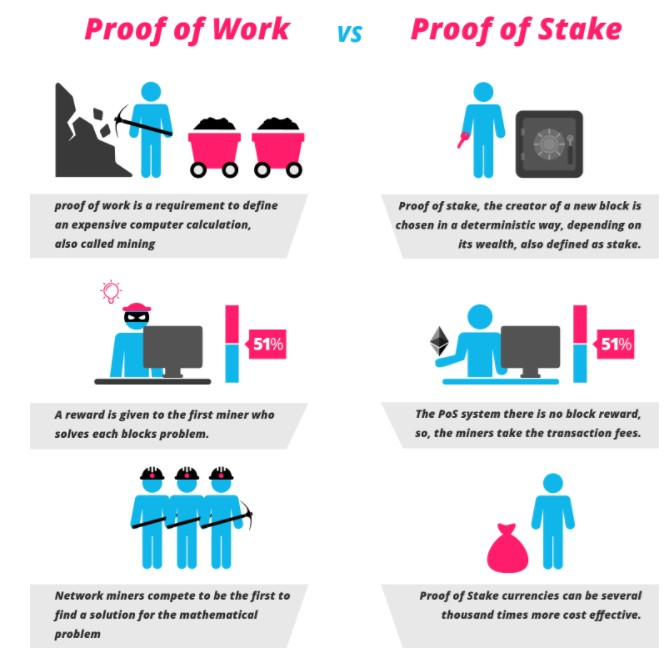 Proof of Work
vs
Proof of Stake
proof of work is a requirement to define
an expensive computer calculation,
also called mining
Proof of stake, the creator of a new block is
chosen in a deterministic way, depending on
its wealth, also defined as stake.
51%
51%
A reward is given to the first miner who
solves each blocks problem.
The PoS system there is no block reward,
so, the miners take the transaction fees.
Network miners compete to be the first to
find a solution for the mathematical
problem
Proof of Stake currencies can be several
thousand times more cost effective.